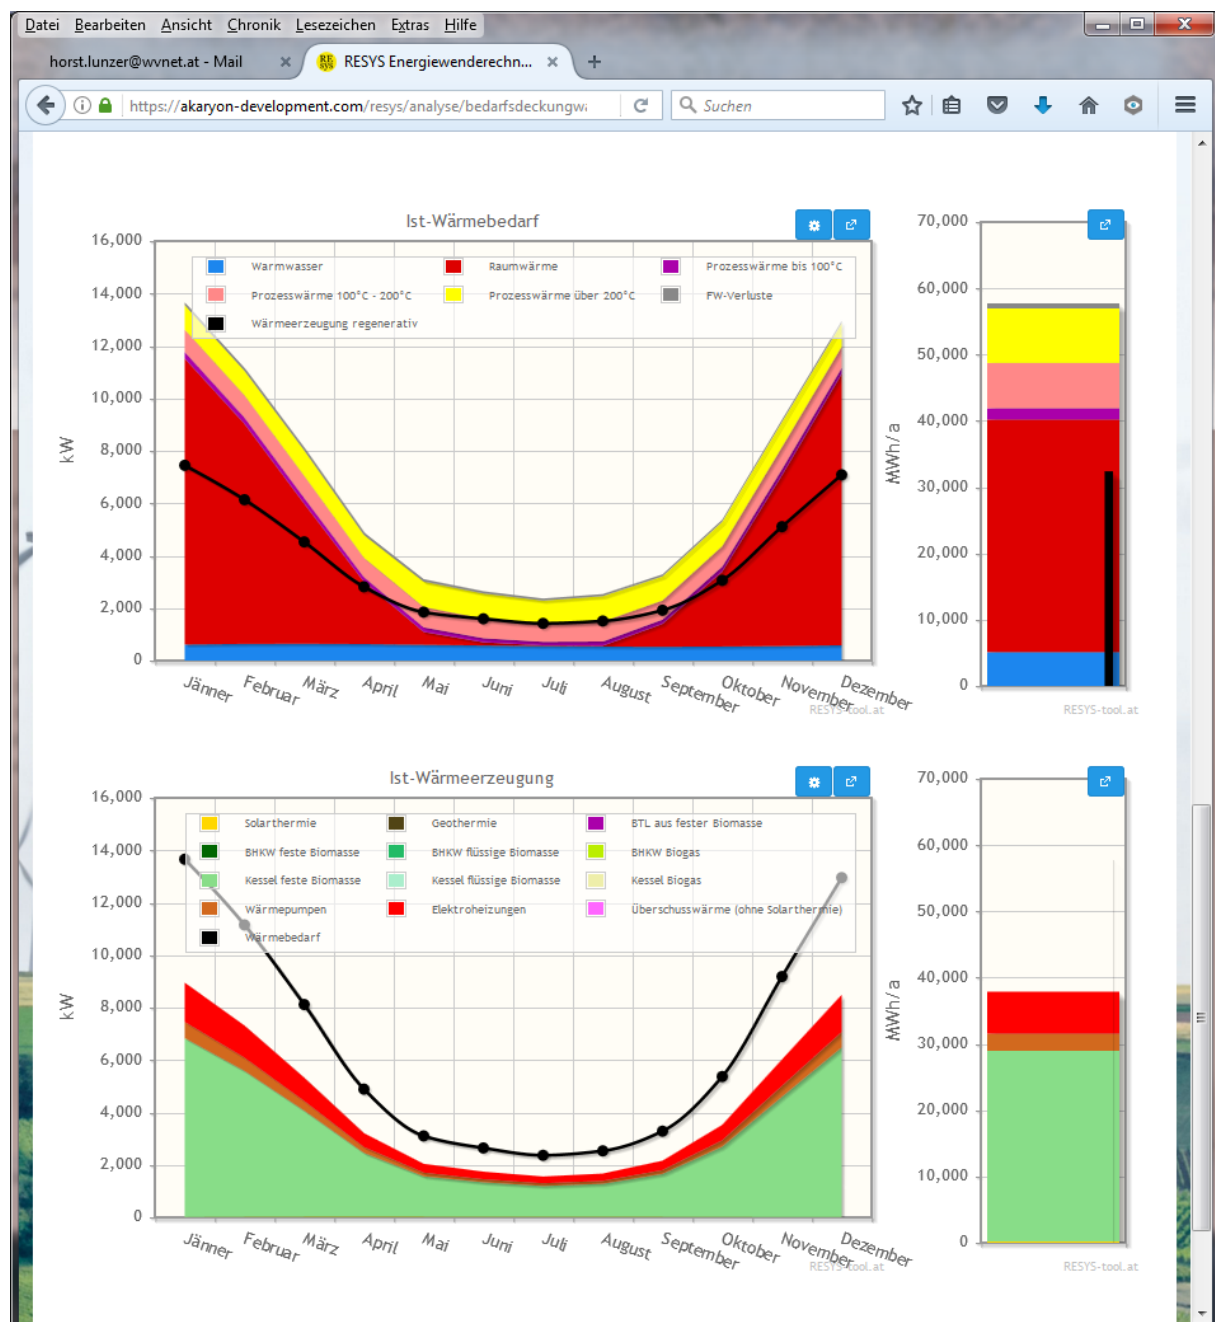 Datei Bearbeiten Ansicht Chronik Lesezeichen Extras Hilfe
horst.lunzer@wvnet.at - Mail
RE SYS RESYS Energiewenderechn...
https://akaryon-development.com/resys/analyse/bedarfsdeckungw
Suchen
Ist-Wärmebedarf
16,000
14,000
12,000
10,000
8,000
6,000
4,000
2,000
0
kW
Warmwasser Raumwärme Prozesswärme bis 100°C
Prozesswärme 100°C - 200°C Prozesswärme über 200°C FW-Verluste
Wärmeerzeugung regenerativ
Jänner Februar März April Mai Juni Juli August September Oktober November Dezember
RESYS-tool.at
70,000
60,000
50,000
40,000
30,000
20,000
10,000
0
MWh/a
RESYS-tool.at
Ist-Wärmeerzeugung
16,000
14,000
12,000
10,000
8,000
6,000
4,000
2,000
0
kW
Solarthermie Geothermie BTL aus fester Biomasse
BHKW feste Biomasse BHKW flüssige Biomasse BHKW Biogas
Kessel feste Biomasse Kessel flüssige Biomasse Kessel Biogas
Wärmepumpen Elektroheizungen Überschusswärme (ohne Solarthermie)
Wärmebedarf
Jänner Februar März April Mai Juni Juli August September Oktober November Dezember
RESYS-tool.at
70,000
60,000
50,000
40,000
30,000
20,000
10,000
0
MWh/a
RESYS-tool.at